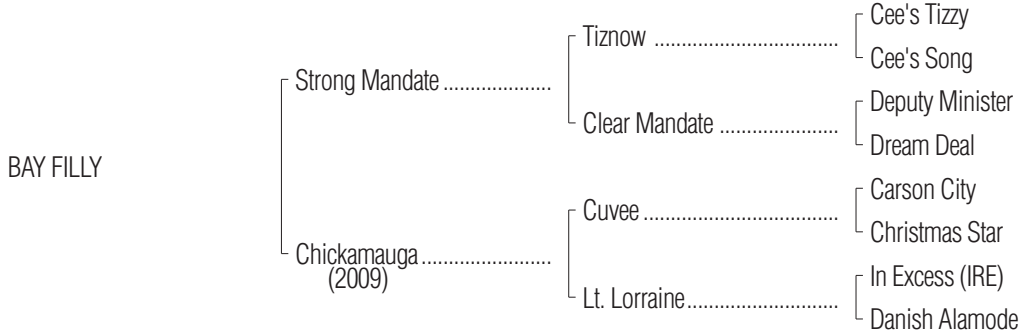 Cee's Tizzy
Tiznow ..................................
Cee's Song
Strong Mandate ....................
Deputy Minister
Clear Mandate ......................
Dream Deal
BAY FILLY
Carson City
Cuvee ....................................
Christmas Star
Chickamauga ........................
(2009)
In Excess (IRE)
Lt. Lorraine............................
Danish Alamode